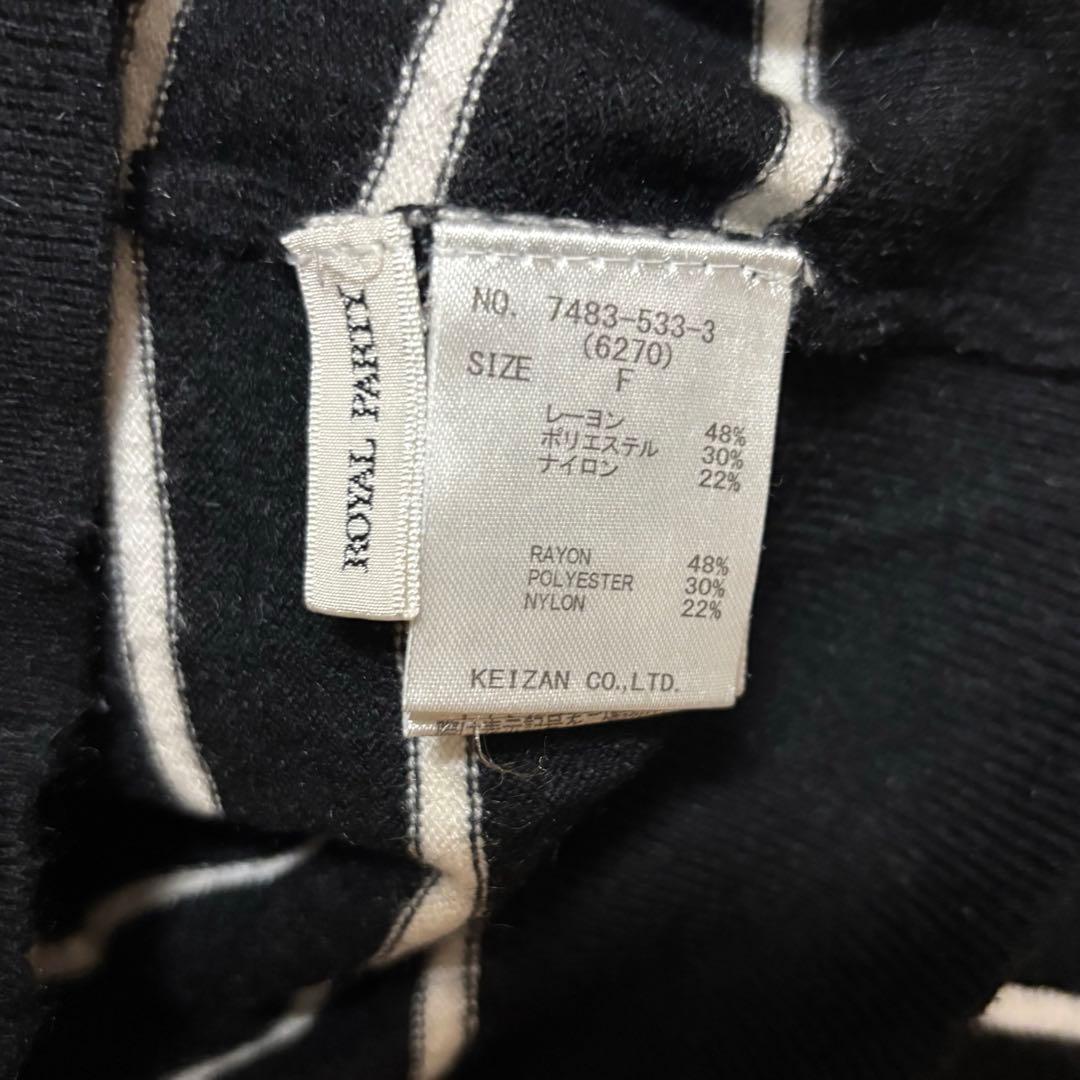 ROYAL PARTY
NO. 7483-533-3
(6270)
SIZE F
レーヨン 48%
ポリエステル 30%
ナイロン 22%
RAYON 48%
POLYESTER 30%
NYLON 22%
KEIZAN CO.,LTD.